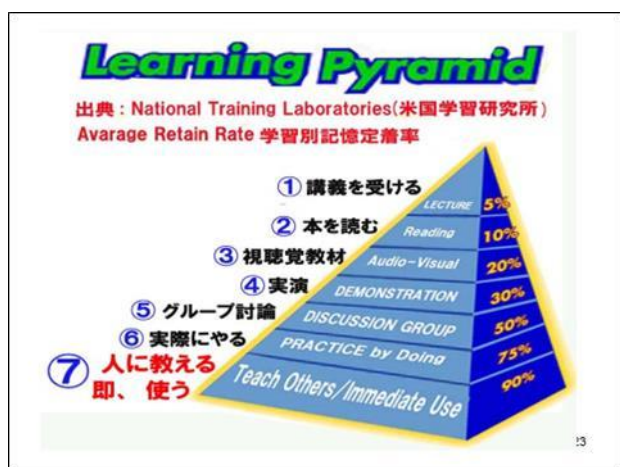 Learning Pyramid
出典：National Training Laboratories(米国学習研究所)
Avarage Retain Rate 学習別記憶定着率
① 講義を受ける
LECTURE 5%
② 本を読む
Reading 10%
③ 視聴覚教材
Audio-Visual 20%
④ 実演
DEMONSTRATION 30%
⑤ グループ討論
DISCUSSION GROUP 50%
⑥ 実際にやる
PRACTICE by Doing 75%
⑦ 人に教える
即、使う
Teach Others/Immediate Use 90%
23